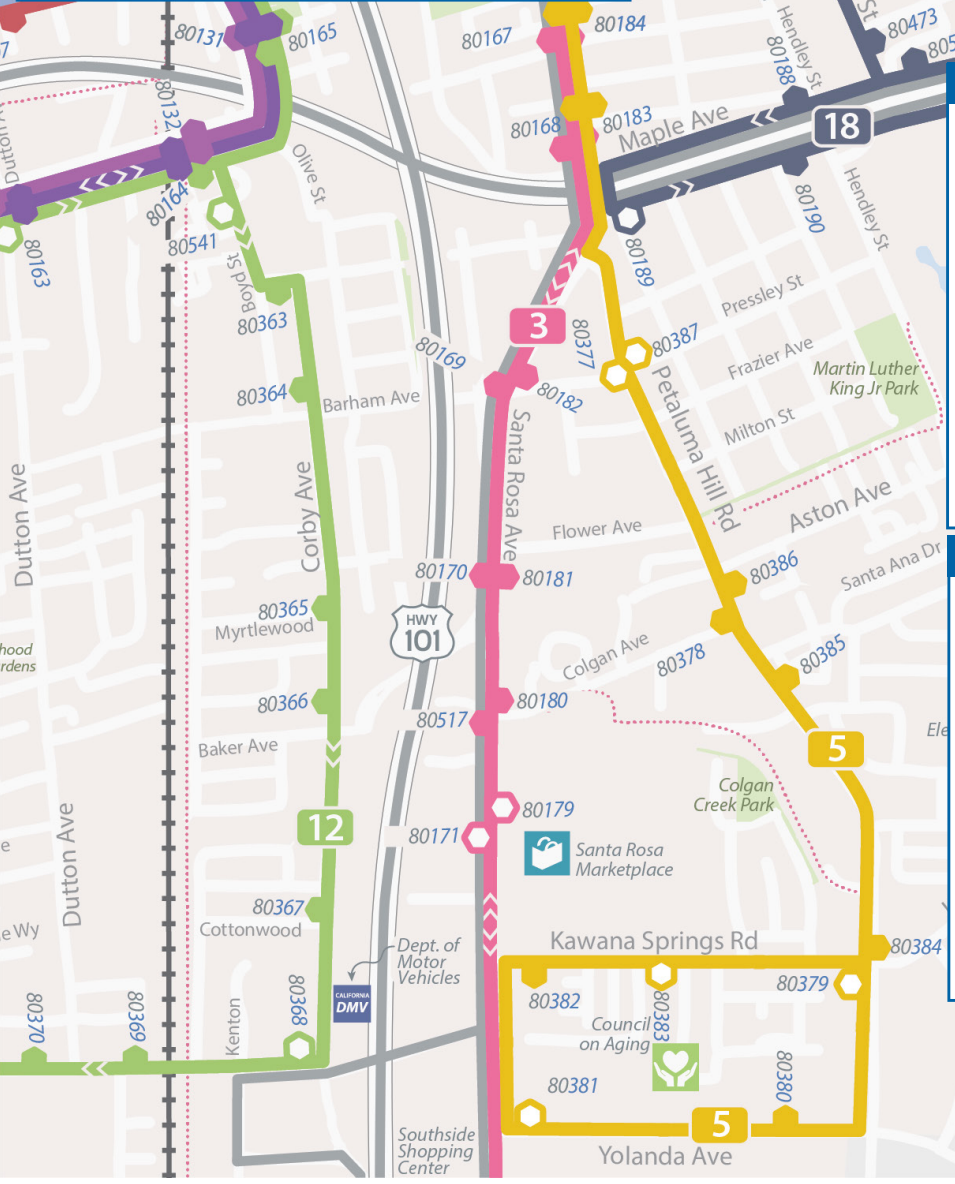 80131
80165
80167
80184
Hendley St
80188
St
80473
7
80132
80168
80183
Maple Ave
18
Olive St
80164
80541
80163
80189
80190
Hendley St
Boyd St
80363
Pressley St
3
80377
80387
80169
Frazier Ave
Martin Luther
King Jr Park
80364
Barham Ave
80182
Petaluma Hill Rd
Milton St
Santa Rosa Ave
Dutton Ave
Corby Ave
Aston Ave
Flower Ave
80170
80181
80386
Santa Ana Dr
80365
Myrtlewood
HWY
101
hood
rdens
Colgan Ave
80378
80385
80366
80180
80517
Baker Ave
Ele
5
Colgan
Creek Park
80179
12
80171
Santa Rosa
Marketplace
Dutton Ave
e
80367
Cottonwood
e Wy
Kawana Springs Rd
80384
Dept. of
Motor
Vehicles
80379
80382
80383
80370
80369
Kenton
80368
CALIFORNIA
DMV
Council
on Aging
80381
80380
5
Southside
Shopping
Center
Yolanda Ave